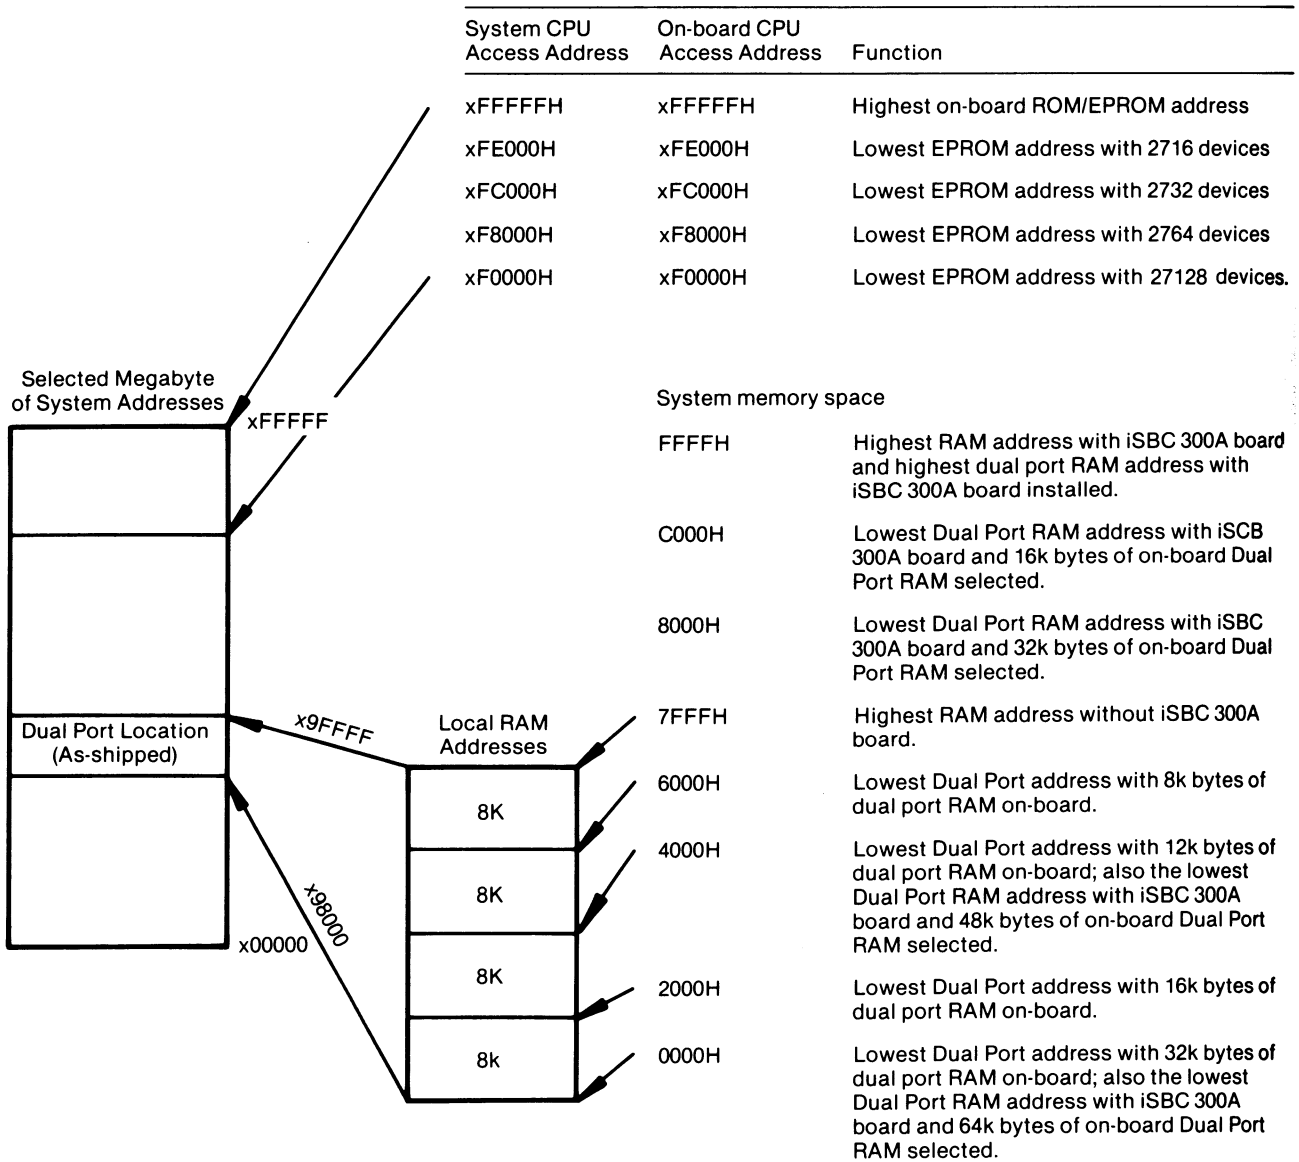 System CPU Access Address
On-board CPU Access Address
Function
xFFFFFH xFFFFFH Highest on-board ROM/EPROM address
xFE000H xFE000H Lowest EPROM address with 2716 devices
xFC000H xFC000H Lowest EPROM address with 2732 devices
xF8000H xF8000H Lowest EPROM address with 2764 devices
xF0000H xF0000H Lowest EPROM address with 27128 devices.
Selected Megabyte
of System Addresses
xFFFFF
Dual Port Location
(As-shipped)
x00000
x9FFFF
x98000
Local RAM
Addresses
8K
8K
8K
8k
System memory space
FFFFH Highest RAM address with iSBC 300A board
and highest dual port RAM address with
iSBC 300A board installed.
C000H Lowest Dual Port RAM address with iSCB
300A board and 16k bytes of on-board Dual
Port RAM selected.
8000H Lowest Dual Port RAM address with iSBC
300A board and 32k bytes of on-board Dual
Port RAM selected.
7FFFH Highest RAM address without iSBC 300A
board.
6000H Lowest Dual Port address with 8k bytes of
dual port RAM on-board.
4000H Lowest Dual Port address with 12k bytes of
dual port RAM on-board; also the lowest
Dual Port RAM address with iSBC 300A
board and 48k bytes of on-board Dual Port
RAM selected.
2000H Lowest Dual Port address with 16k bytes of
dual port RAM on-board.
0000H Lowest Dual Port address with 32k bytes of
dual port RAM on-board; also the lowest
Dual Port RAM address with iSBC 300A
board and 64k bytes of on-board Dual Port
RAM selected.